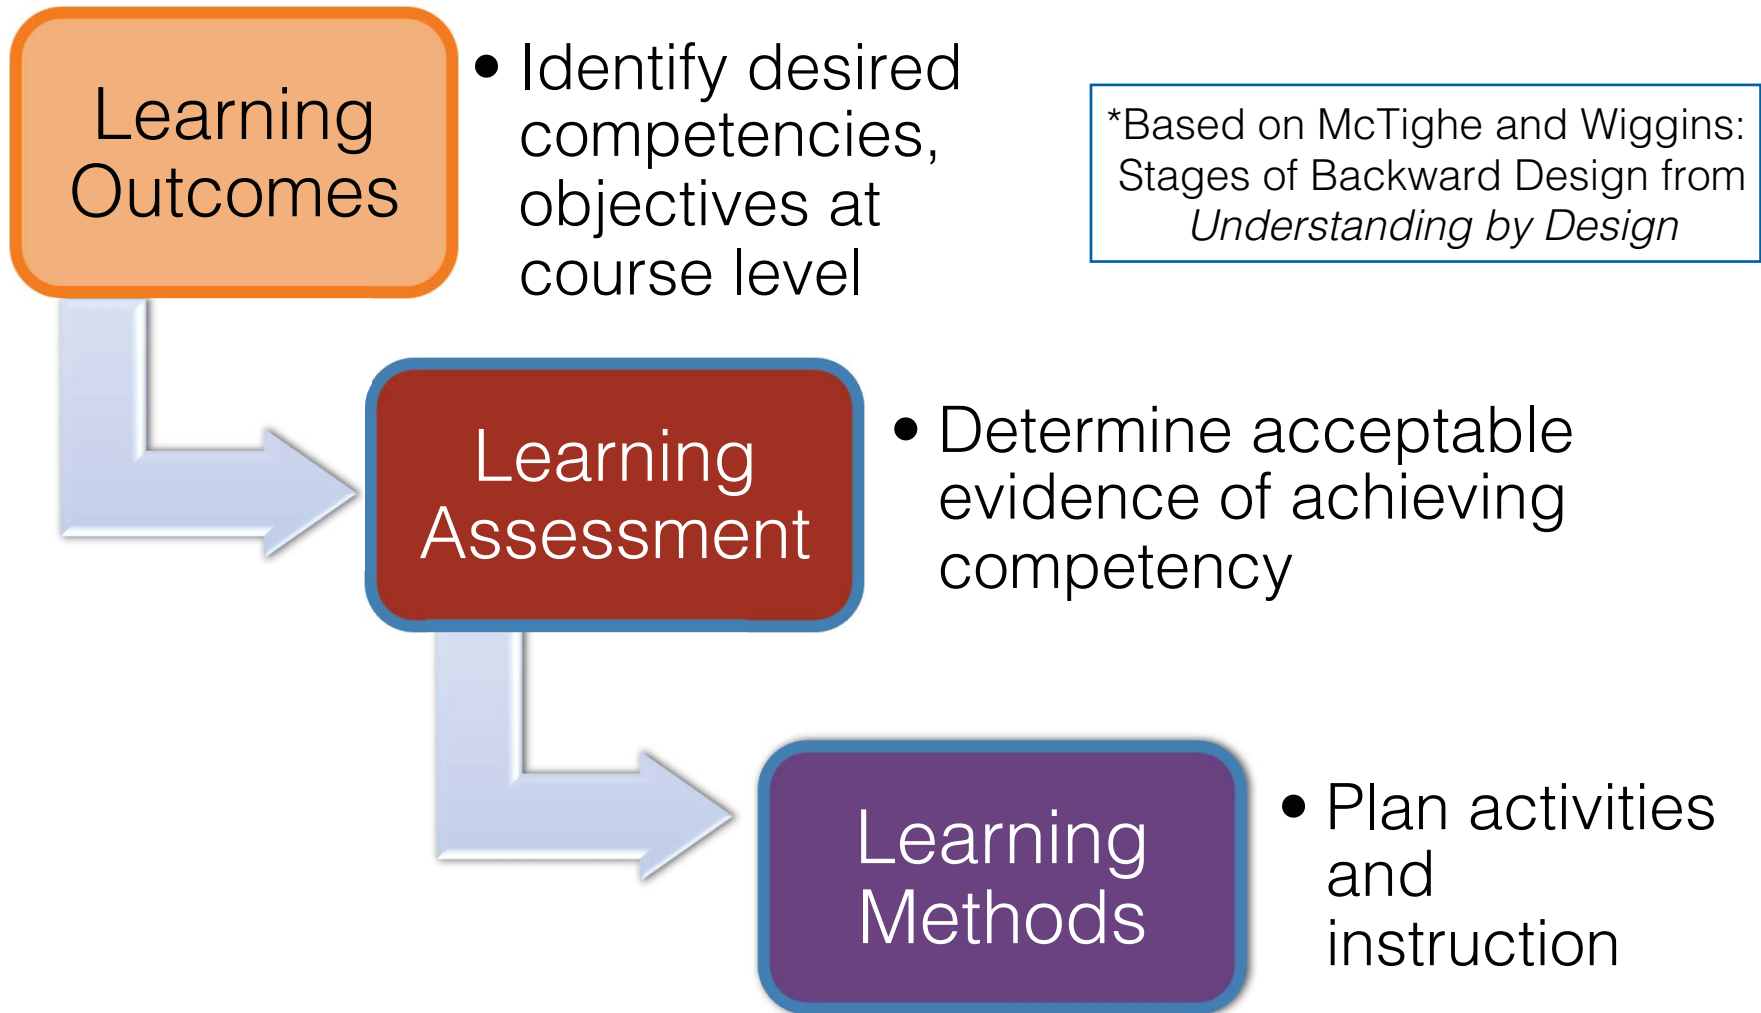 Learning
Outcomes
• Identify desired
competencies,
objectives at
course level
*Based on McTighe and Wiggins:
Stages of Backward Design from
Understanding by Design
Learning
Assessment
• Determine acceptable
evidence of achieving
competency
Learning
Methods
• Plan activities
and
instruction